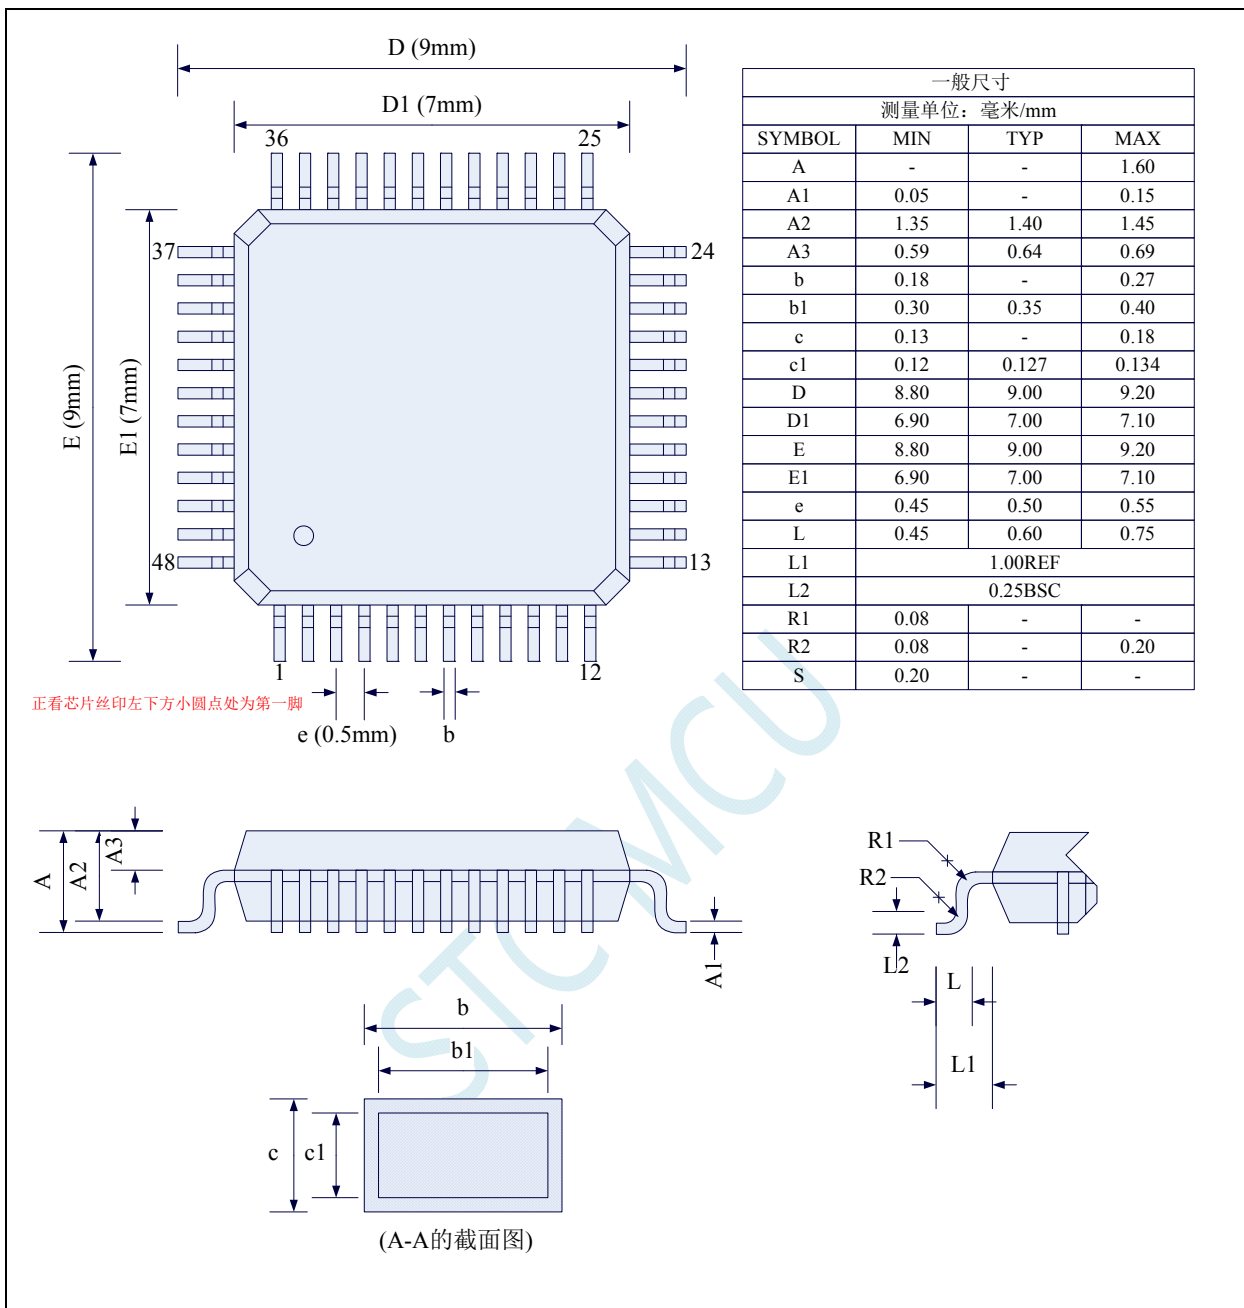 D (9mm)
D1 (7mm)
36 25
37 24
E (9mm)
E1 (7mm)
48 13
1 12
正看芯片丝印左下方小圆点处为第一脚
e (0.5mm) b
一般尺寸
测量单位：毫米/mm
SYMBOL MIN TYP MAX
A - - 1.60
A1 0.05 - 0.15
A2 1.35 1.40 1.45
A3 0.59 0.64 0.69
b 0.18 - 0.27
b1 0.30 0.35 0.40
c 0.13 - 0.18
c1 0.12 0.127 0.134
D 8.80 9.00 9.20
D1 6.90 7.00 7.10
E 8.80 9.00 9.20
E1 6.90 7.00 7.10
e 0.45 0.50 0.55
L 0.45 0.60 0.75
L1 1.00REF
L2 0.25BSC
R1 0.08 - -
R2 0.08 - 0.20
S 0.20 - -
STC MCU
A
A2
A3
A1
R1
R2
L2
L
L1
b
b1
c c1
(A-A的截面图)